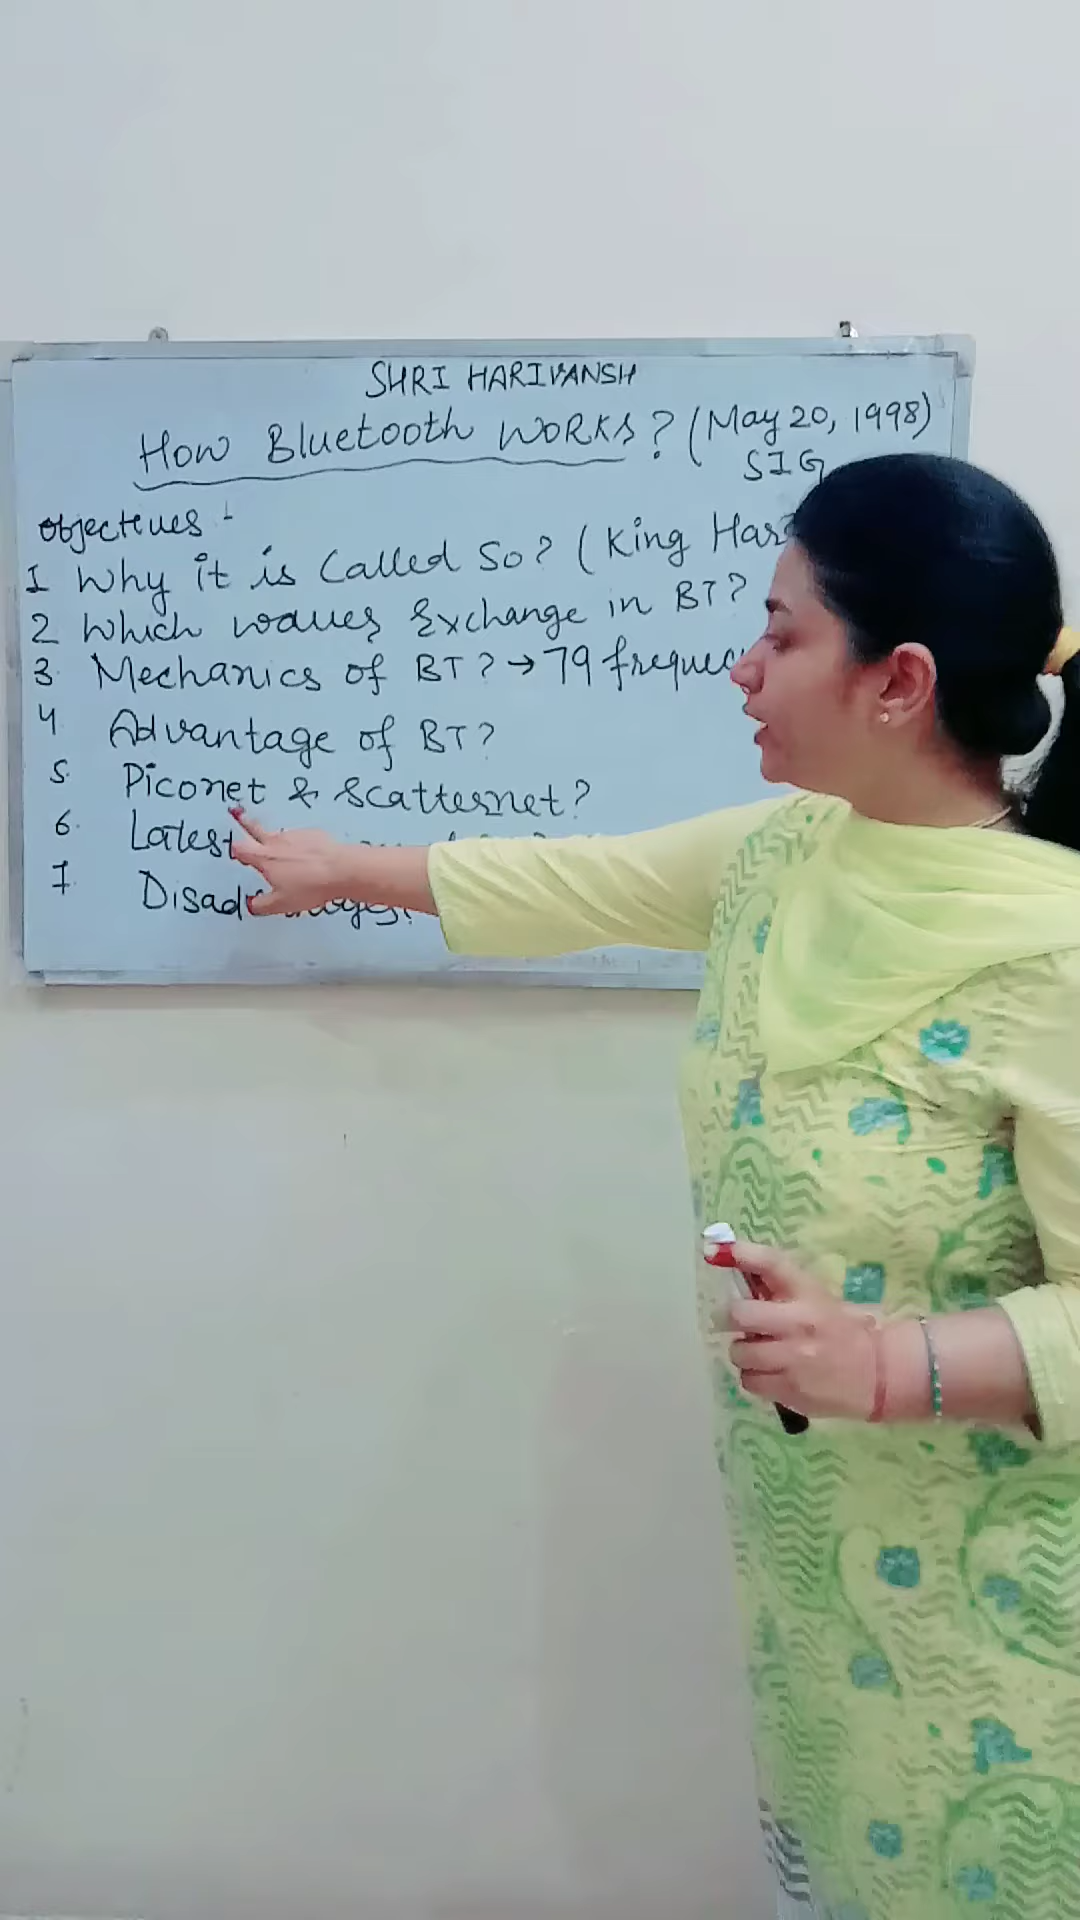 SHRI HARIVANSH
How Bluetooth WORKS? (May 20, 1998)
SIG
Objectives -
1 Why it is Called So? (King Har
2 Which waves Exchange in BT?
3. Mechanics of BT? → 79 freque
4 Advantage of BT?
5. Piconet & Scatternet?
6. Latest
7